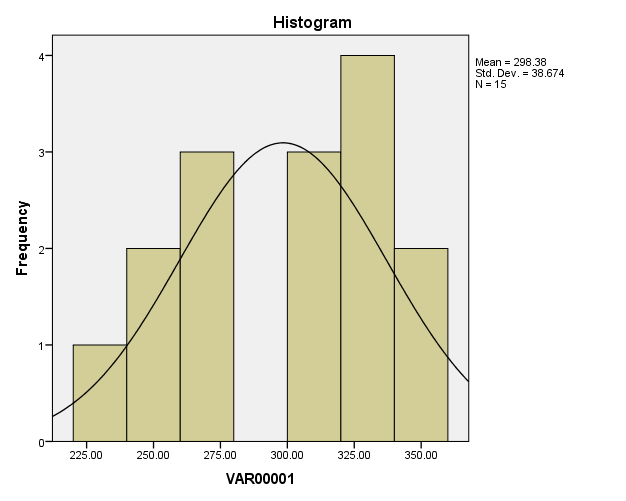 Histogram
Mean = 298.38
Std. Dev. = 38.674
N = 15
4
3
2
1
0
Frequency
225.00 250.00 275.00 300.00 325.00 350.00
VAR00001